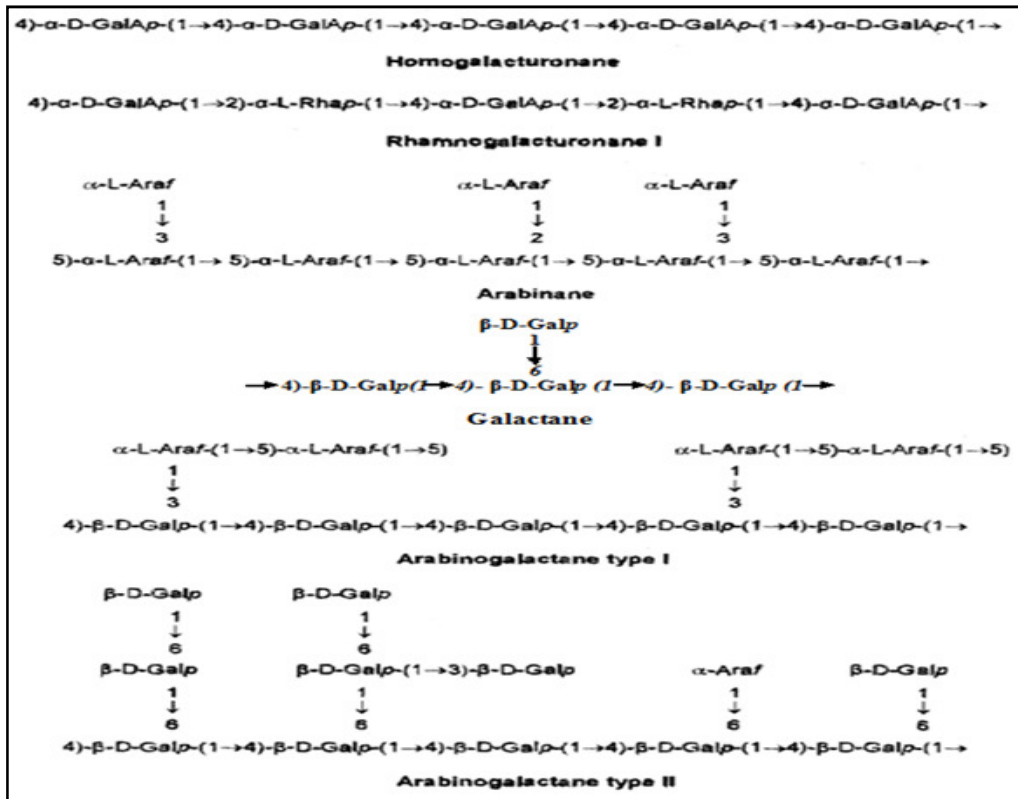 4)-α-D-GalAp-(1→4)-α-D-GalAp-(1→4)-α-D-GalAp-(1→4)-α-D-GalAp-(1→4)-α-D-GalAp-(1→
Homogalacturonane
4)-α-D-GalAp-(1→2)-α-L-Rhap-(1→4)-α-D-GalAp-(1→2)-α-L-Rhap-(1→4)-α-D-GalAp-(1→
Rhamnogalacturonane I
α-L-Araf α-L-Araf α-L-Araf
1 1 1
↓ ↓ ↓
3 2 3
5)-α-L-Araf-(1→ 5)-α-L-Araf-(1→ 5)-α-L-Araf-(1→ 5)-α-L-Araf-(1→ 5)-α-L-Araf-(1→
Arabinane
β-D-Galp
1
↓
6
→4)-β-D-Galp(1→4)- β-D-Galp (1→4)- β-D-Galp (1→
Galactane
α-L-Araf-(1→5)-α-L-Araf-(1→5) α-L-Araf-(1→5)-α-L-Araf-(1→5)
1 1
↓ ↓
3 3
4)-β-D-Galp-(1→4)-β-D-Galp-(1→4)-β-D-Galp-(1→4)-β-D-Galp-(1→4)-β-D-Galp-(1→
Arabinogalactane type I
β-D-Galp β-D-Galp
1 1
↓ ↓
6 6
β-D-Galp β-D-Galp-(1→3)-β-D-Galp α-Araf β-D-Galp
1 1 1 1
↓ ↓ ↓ ↓
6 6 6 6
4)-β-D-Galp-(1→4)-β-D-Galp-(1→4)-β-D-Galp-(1→4)-β-D-Galp-(1→4)-β-D-Galp-(1→
Arabinogalactane type II